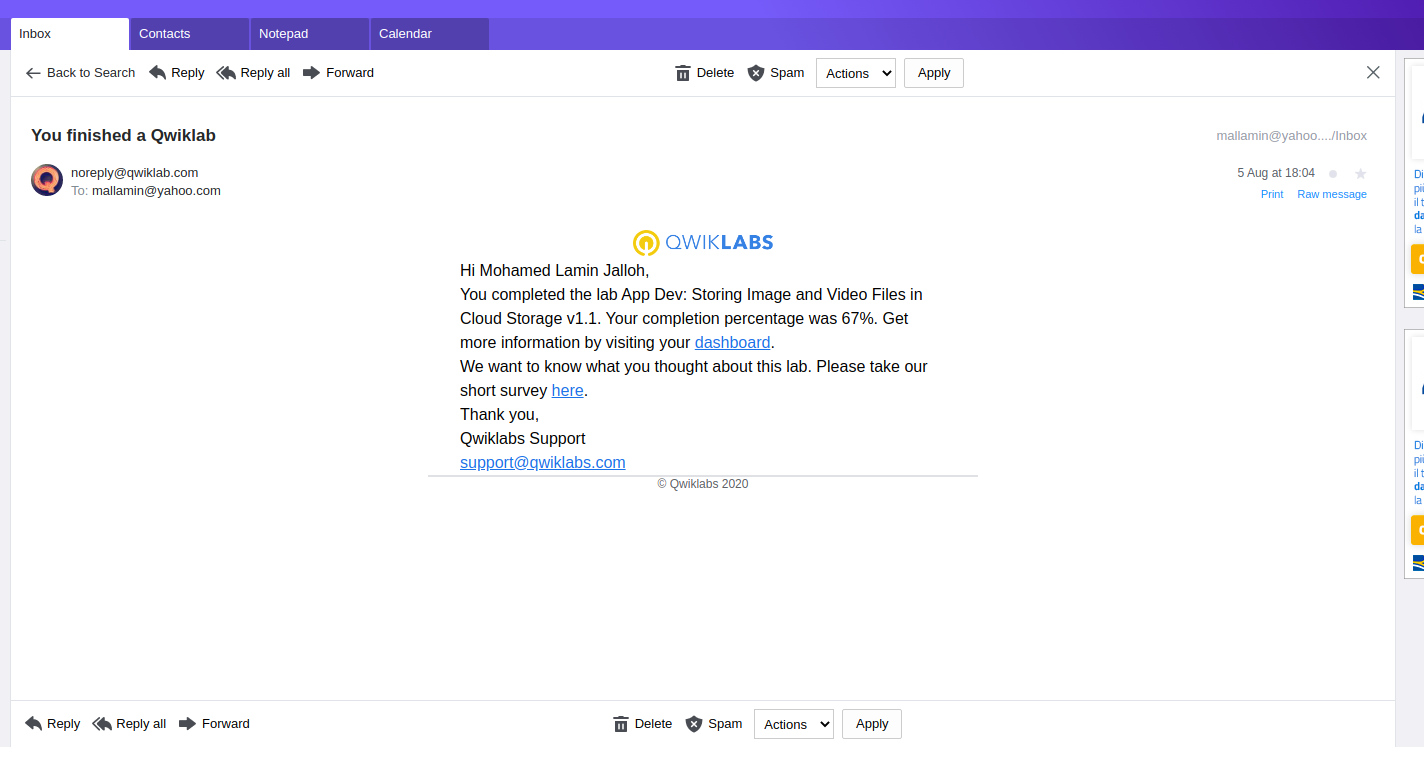 Inbox Contacts Notepad Calendar
Back to Search Reply Reply all Forward Delete Spam Actions Apply
You finished a Qwiklab mallamin@yahoo..../Inbox
noreply@qwiklab.com 5 Aug at 18:04
To: mallamin@yahoo.com Print Raw message
QWIKLABS
Hi Mohamed Lamin Jalloh,
You completed the lab App Dev: Storing Image and Video Files in
Cloud Storage v1.1. Your completion percentage was 67%. Get
more information by visiting your dashboard.
We want to know what you thought about this lab. Please take our
short survey here.
Thank you,
Qwiklabs Support
support@qwiklabs.com
© Qwiklabs 2020
Reply Reply all Forward Delete Spam Actions Apply